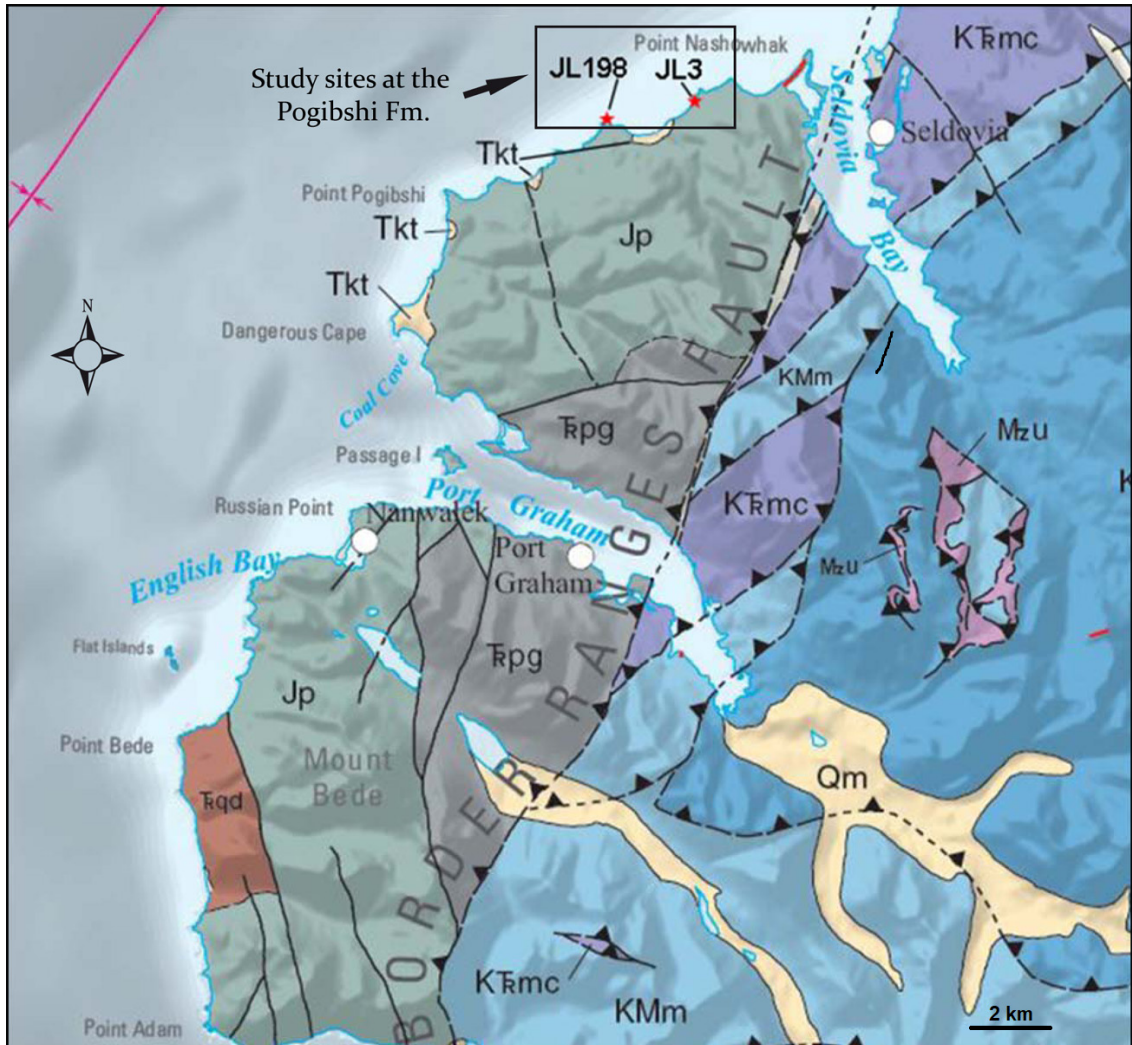 Point Nashowhak
KTRmc
Study sites at the
Pogibshi Fm.
JL198
JL3
Seldovia
Bay
Seldovia
Tkt
Point Pogibshi
Tkt
Jp
Tkt
N
Dangerous Cape
Coal Cove
KMm
TRpg
Mzu
Passage I
Port Graham
Russian Point
Nanwalek
KTRmc
Port
Graham
English Bay
Mzu
K
Flat Islands
TRpg
Jp
Point Bede
Mount
Bede
Qm
TRqd
BORDER RANGES FAULT
KTRmc
KMm
2 km
Point Adam